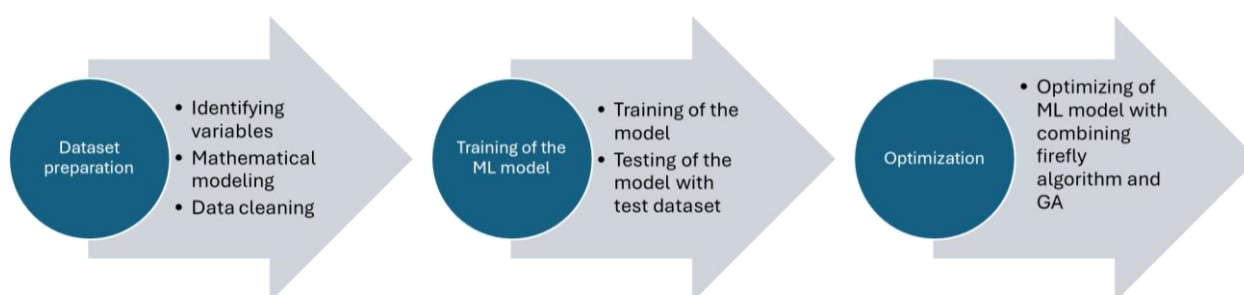 Dataset
preparation
• Identifying
variables
• Mathematical
modeling
• Data cleaning
Training of the
ML model
• Training of the
model
• Testing of the
model with
test dataset
Optimization
• Optimizing of
ML model with
combining
firefly
algorithm and
GA